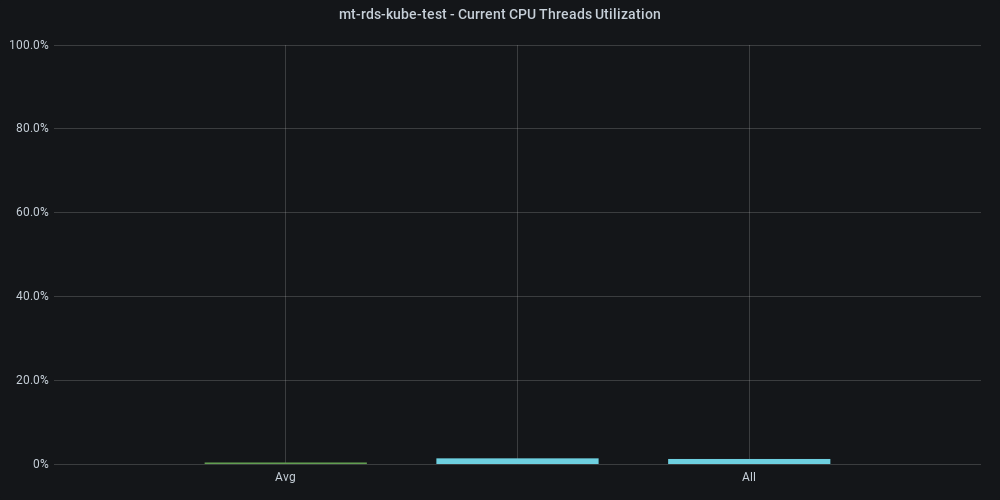 mt-rds-kube-test - Current CPU Threads Utilization
100.0%
80.0%
60.0%
40.0%
20.0%
0%
Avg
All